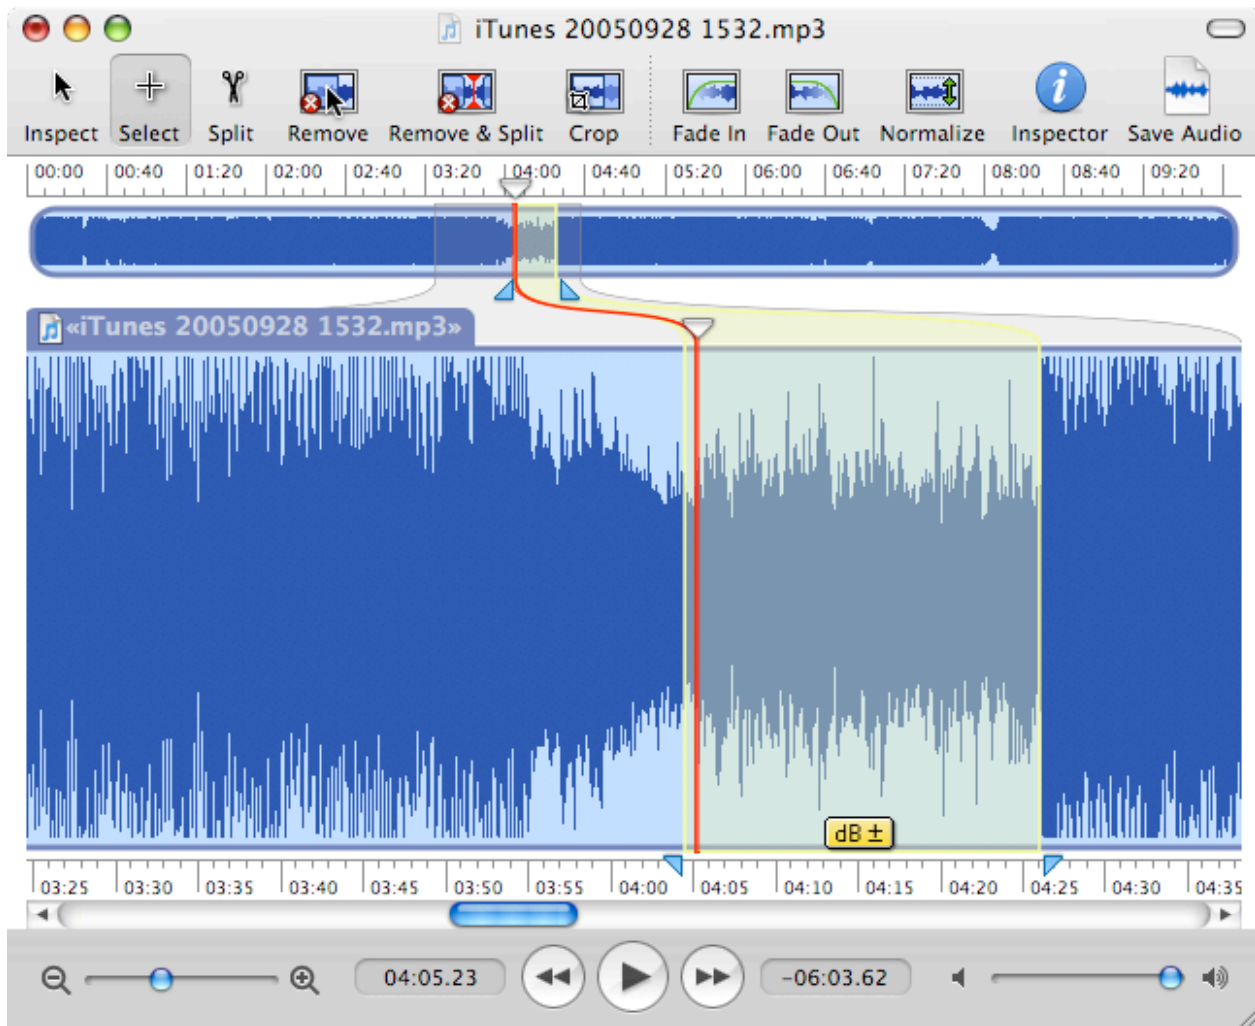 iTunes 20050928 1532.mp3
Inspect Select Split Remove Remove & Split Crop Fade In Fade Out Normalize Inspector Save Audio
00:00 00:40 01:20 02:00 02:40 03:20 04:00 04:40 05:20 06:00 06:40 07:20 08:00 08:40 09:20
«iTunes 20050928 1532.mp3»
dB ±
03:25 03:30 03:35 03:40 03:45 03:50 03:55 04:00 04:05 04:10 04:15 04:20 04:25 04:30 04:35
04:05.23 -06:03.62